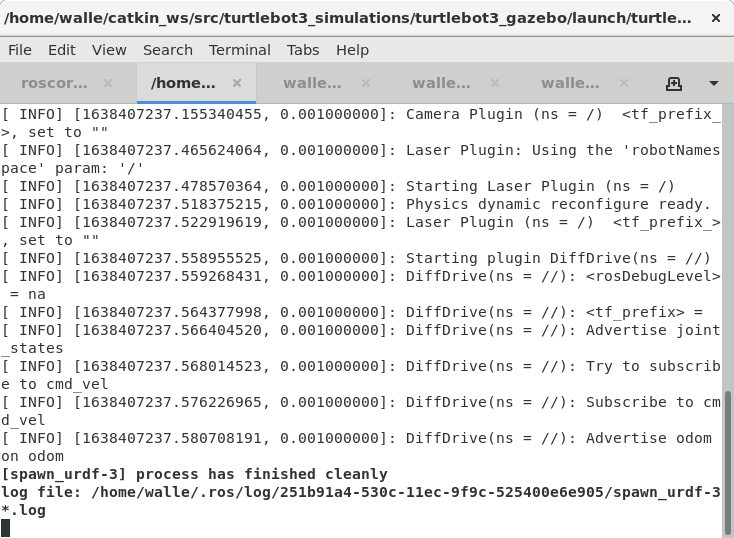 /home/walle/catkin_ws/src/turtlebot3_simulations/turtlebot3_gazebo/launch/turtle... ×
File Edit View Search Terminal Tabs Help
roscor... × /home... × walle... × walle... × walle... ×
[ INFO] [1638407237.155340455, 0.001000000]: Camera Plugin (ns = /)  <tf_prefix_
>, set to ""
[ INFO] [1638407237.465624064, 0.001000000]: Laser Plugin: Using the 'robotNames
pace' param: '/'
[ INFO] [1638407237.478570364, 0.001000000]: Starting Laser Plugin (ns = /)
[ INFO] [1638407237.518375215, 0.001000000]: Physics dynamic reconfigure ready.
[ INFO] [1638407237.522919619, 0.001000000]: Laser Plugin (ns = /)  <tf_prefix_>
, set to ""
[ INFO] [1638407237.558955525, 0.001000000]: Starting plugin DiffDrive(ns = //)
[ INFO] [1638407237.559268431, 0.001000000]: DiffDrive(ns = //): <rosDebugLevel>
 = na
[ INFO] [1638407237.564377998, 0.001000000]: DiffDrive(ns = //): <tf_prefix> =
[ INFO] [1638407237.566404520, 0.001000000]: DiffDrive(ns = //): Advertise joint
_states
[ INFO] [1638407237.568014523, 0.001000000]: DiffDrive(ns = //): Try to subscrib
e to cmd_vel
[ INFO] [1638407237.576226965, 0.001000000]: DiffDrive(ns = //): Subscribe to cm
d_vel
[ INFO] [1638407237.580708191, 0.001000000]: DiffDrive(ns = //): Advertise odom
on odom
[spawn_urdf-3] process has finished cleanly
log file: /home/walle/.ros/log/251b91a4-530c-11ec-9f9c-525400e6e905/spawn_urdf-3
*.log